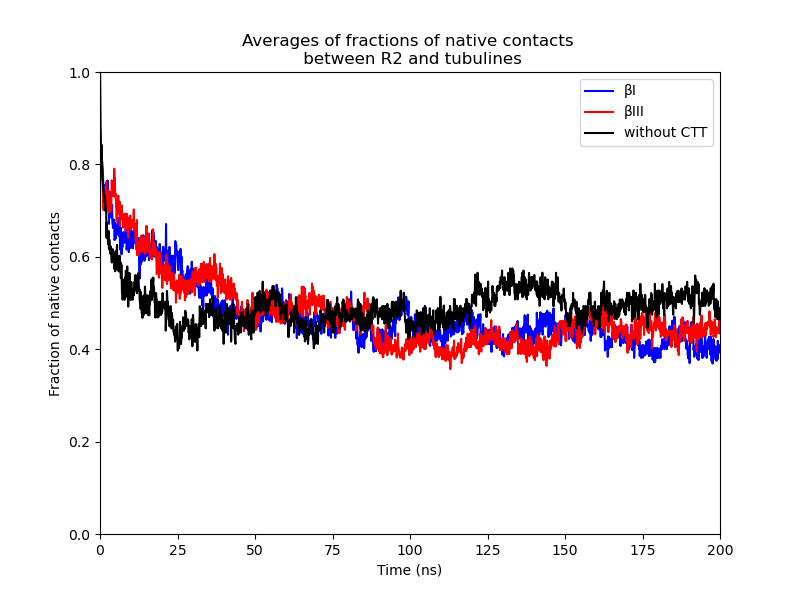 Averages of fractions of native contacts
between R2 and tubulines
βI
βIII
without CTT
Fraction of native contacts
1.0
0.8
0.6
0.4
0.2
0.0
0 25 50 75 100 125 150 175 200
Time (ns)